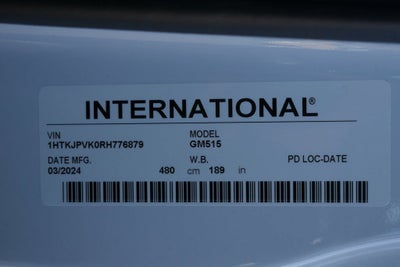 INTERNATIONAL®
VIN MODEL
1HTKJPVK0RH776879 GM515
DATE MFG. W.B. PD LOC-DATE
03/2024 480 cm 189 in